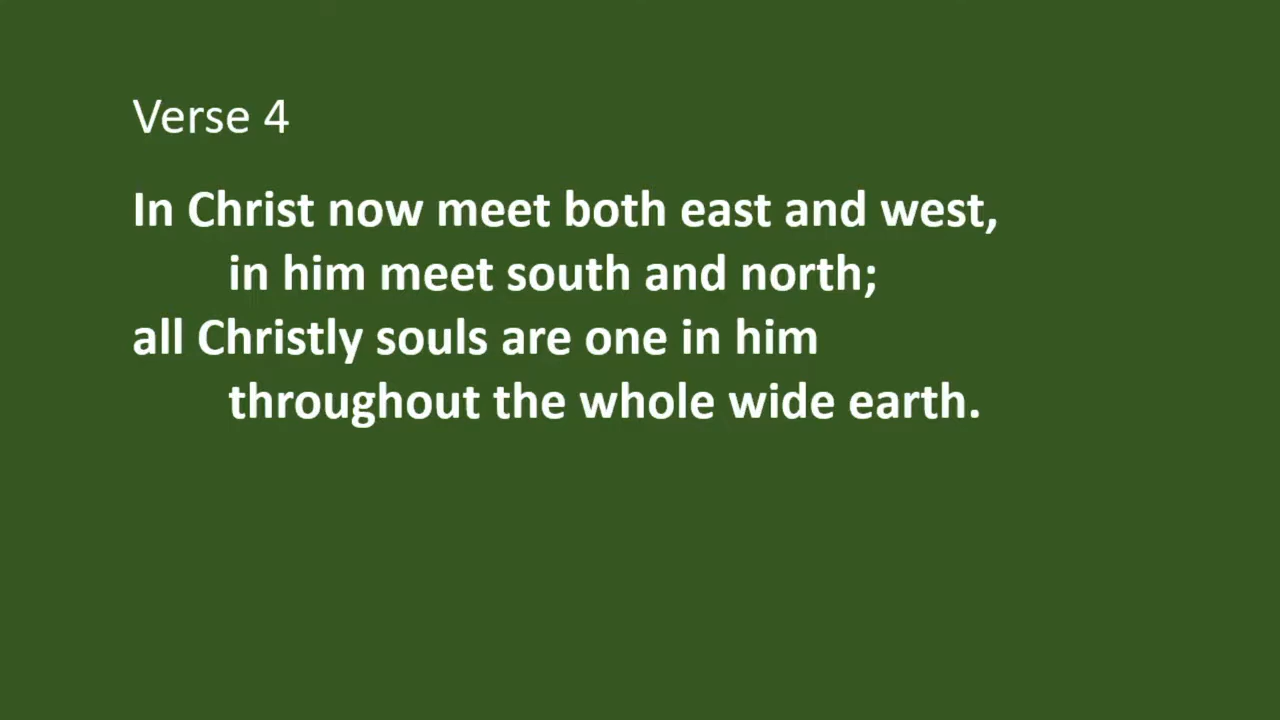 Verse 4
In Christ now meet both east and west,
in him meet south and north;
all Christly souls are one in him
throughout the whole wide earth.